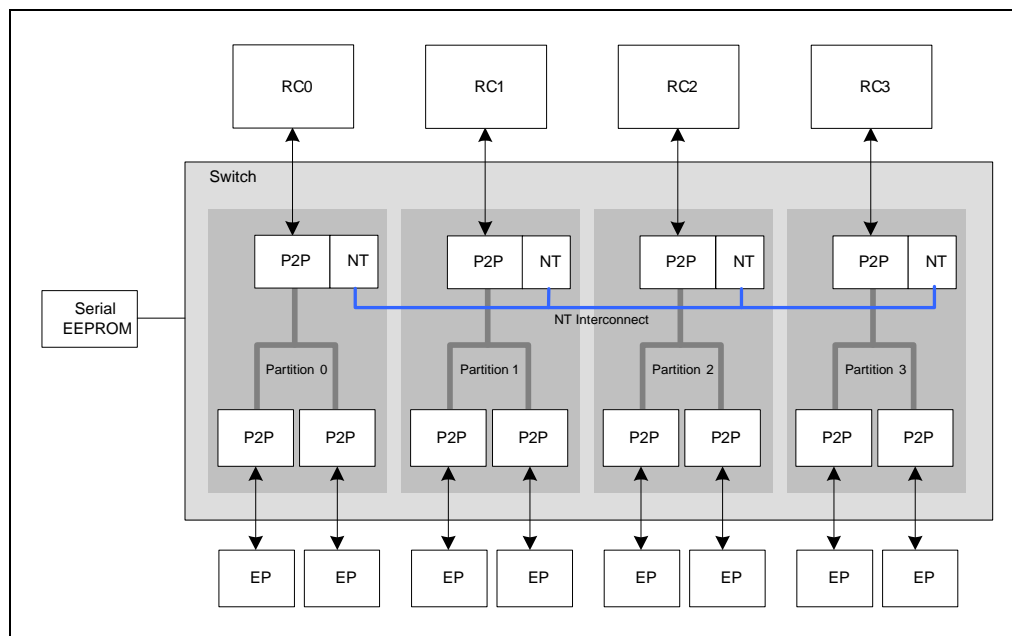 RC0
RC1
RC2
RC3
Switch
P2P
NT
P2P
NT
P2P
NT
P2P
NT
Serial
EEPROM
NT Interconnect
Partition 0
Partition 1
Partition 2
Partition 3
P2P
P2P
P2P
P2P
P2P
P2P
P2P
P2P
EP
EP
EP
EP
EP
EP
EP
EP